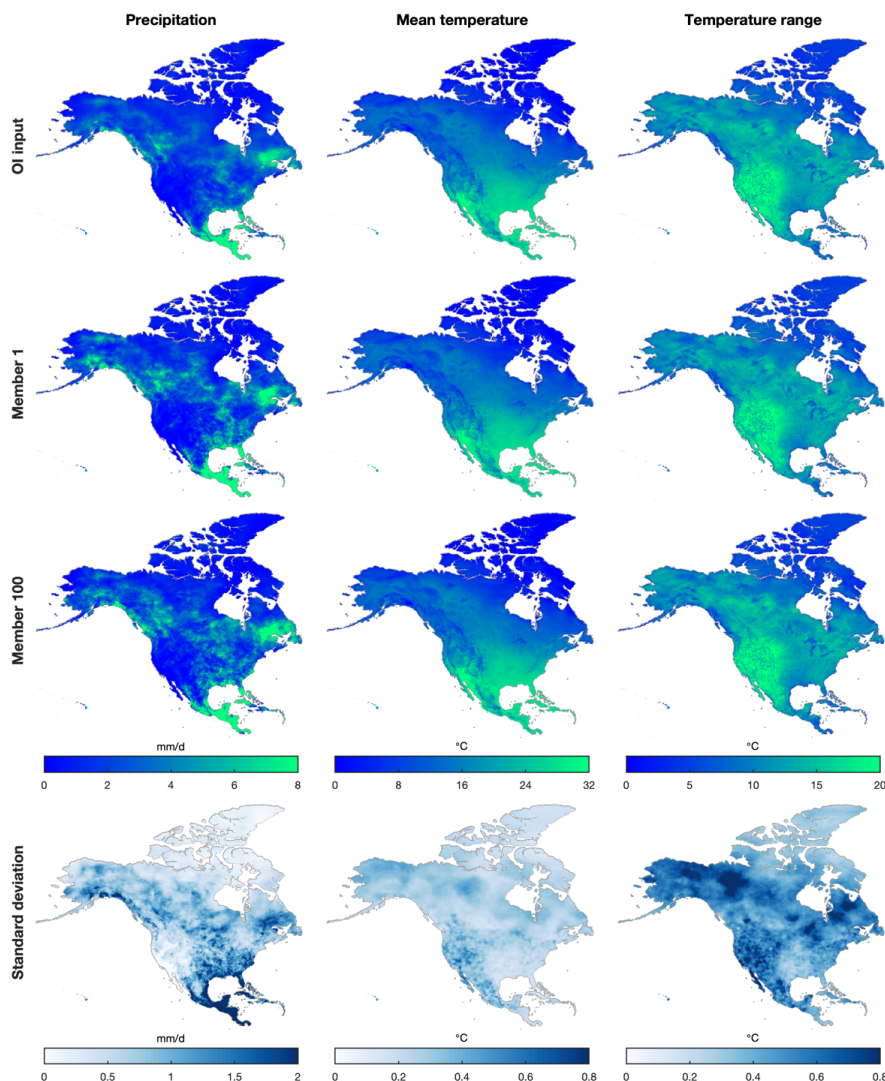 Precipitation Mean temperature Temperature range
OI input
Member 1
Member 100
mm/d °C °C
0 2 4 6 8 0 8 16 24 32 0 5 10 15 20
Standard deviation
mm/d °C °C
0 0.5 1 1.5 2 0 0.2 0.4 0.6 0.8 0 0.2 0.4 0.6 0.8